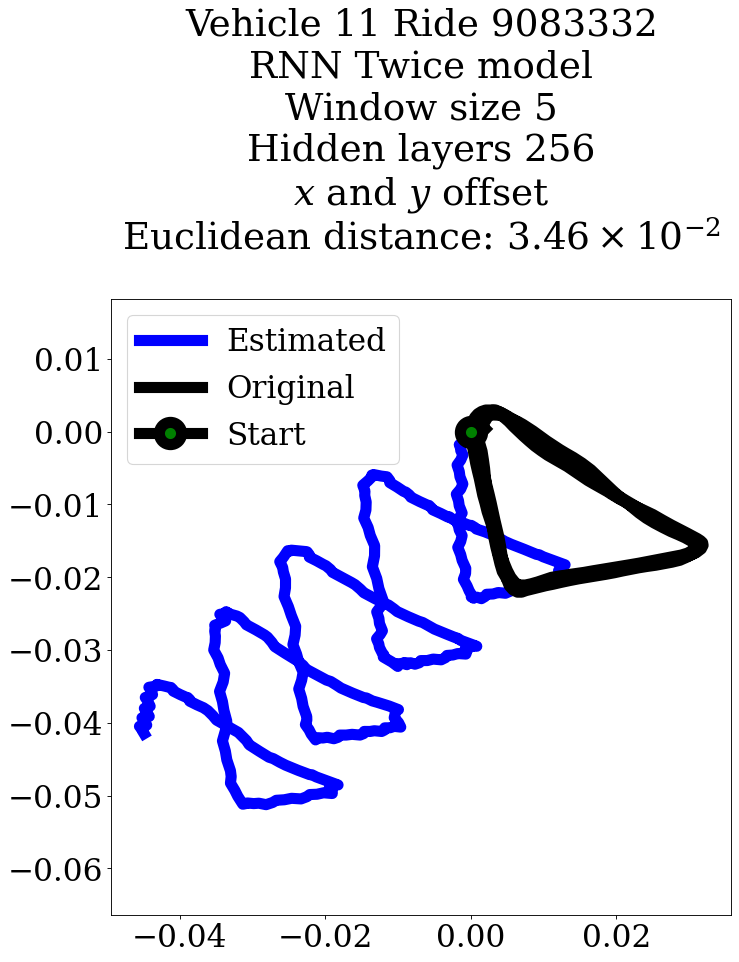 Vehicle 11 Ride 9083332
RNN Twice model
Window size 5
Hidden layers 256
x and y offset
Euclidean distance: 3.46 × 10⁻²
Estimated
Original
Start
0.01
0.00
−0.01
−0.02
−0.03
−0.04
−0.05
−0.06
−0.04 −0.02 0.00 0.02